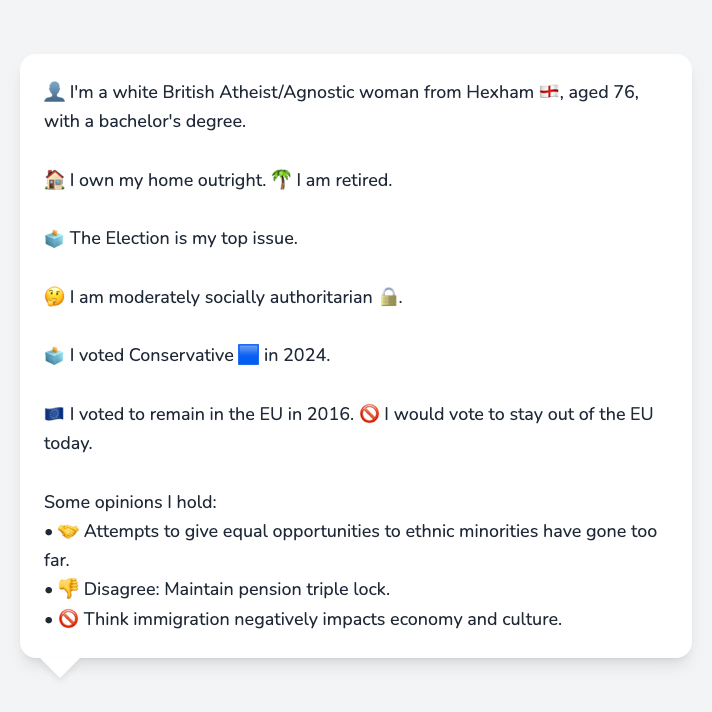 👤 I'm a white British Atheist/Agnostic woman from Hexham 🏴󠁧󠁢󠁥󠁮󠁧󠁿, aged 76,
with a bachelor's degree.
🏠 I own my home outright. 🌴 I am retired.
🗳️ The Election is my top issue.
🤔 I am moderately socially authoritarian 🔒.
🗳️ I voted Conservative 🟦 in 2024.
🇪🇺 I voted to remain in the EU in 2016. 🚫 I would vote to stay out of the EU
today.
Some opinions I hold:
• 🤝 Attempts to give equal opportunities to ethnic minorities have gone too
far.
• 👎 Disagree: Maintain pension triple lock.
• 🚫 Think immigration negatively impacts economy and culture.